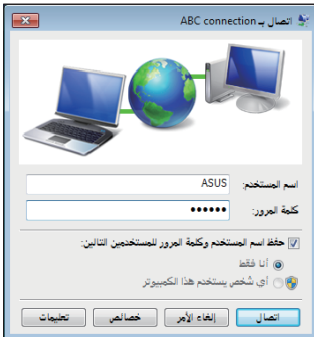 اتصال بـ ABC connection
اسم المستخدم: ASUS
كلمة المرور: ••••••
حفظ اسم المستخدم وكلمة المرور للمستخدمين التالين:
أنا فقط
أي شخص يستخدم هذا الكمبيوتر
اتصال إلغاء الأمر خصائص تعليمات